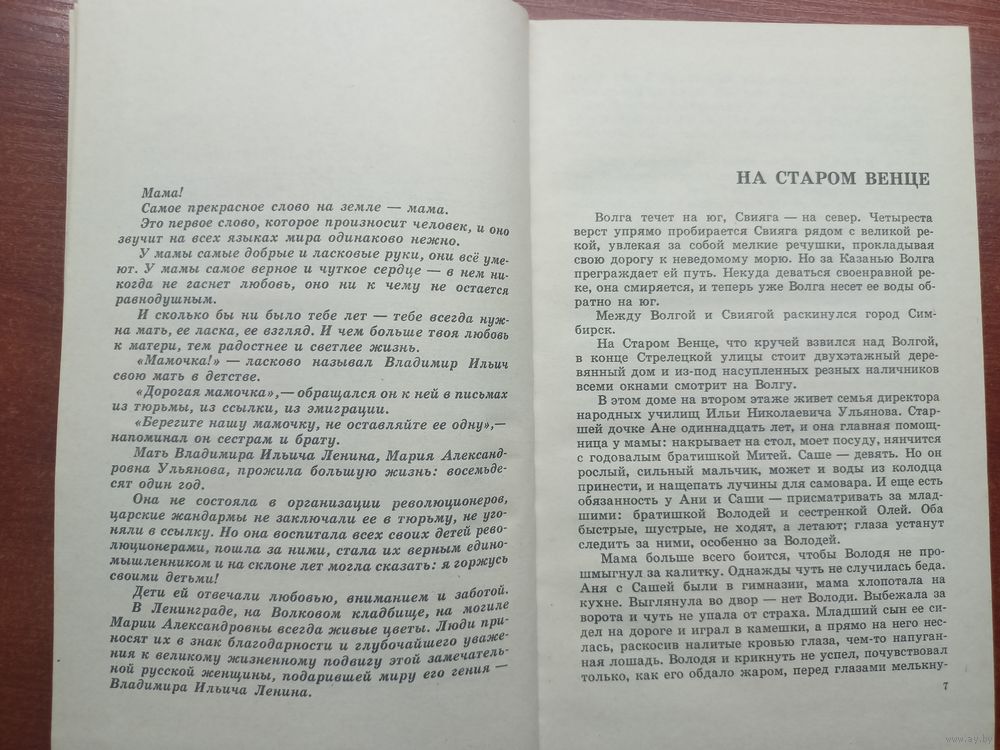 Мама!
Самое прекрасное слово на земле — мама.
Это первое слово, которое произносит человек, и оно
звучит на всех языках мира одинаково нежно.
У мамы самые добрые и ласковые руки, они всё уме-
ют. У мамы самое верное и чуткое сердце — в нем ни-
когда не гаснет любовь, оно ни к чему не остается
равнодушным.
И сколько бы ни было тебе лет — тебе всегда нуж-
на мать, ее ласка, ее взгляд. И чем больше твоя любовь
к матери, тем радостнее и светлее жизнь.
«Мамочка!» — ласково называл Владимир Ильич
свою мать в детстве.
«Дорогая мамочка»,— обращался он к ней в письмах
из тюрьмы, из ссылки, из эмиграции.
«Берегите нашу мамочку, не оставляйте ее одну»,—
напоминал он сестрам и брату.
Мать Владимира Ильича Ленина, Мария Александ-
ровна Ульянова, прожила большую жизнь: восемьде-
сят один год.
Она не состояла в организации революционеров,
царские жандармы не заключали ее в тюрьму, не уго-
няли в ссылку. Но она воспитала всех своих детей рево-
люционерами, пошла за ними, стала их верным едино-
мышленником и на склоне лет могла сказать: я горжусь
своими детьми!
Дети ей отвечали любовью, вниманием и заботой.
В Ленинграде, на Волковом кладбище, на могиле
Марии Александровны всегда живые цветы. Люди при-
носят их в знак благодарности и глубочайшего уваже-
ния к великому жизненному подвигу этой замечатель-
ной русской женщины, подарившей миру его гения —
Владимира Ильича Ленина.
НА СТАРОМ ВЕНЦЕ
Волга течет на юг, Свияга — на север. Четыреста
верст упрямо пробирается Свияга рядом с великой ре-
кой, увлекая за собой мелкие речушки, прокладывая
свою дорогу к неведомому морю. Но за Казанью Волга
преграждает ей путь. Некуда деваться своенравной ре-
ке, она смиряется, и теперь уже Волга несет ее воды об-
ратно на юг.
Между Волгой и Свиягой раскинулся город Сим-
бирск.
На Старом Венце, что кручей взвился над Волгой,
в конце Стрелецкой улицы стоит двухэтажный дере-
вянный дом и из-под насупленных резных наличников
всеми окнами смотрит на Волгу.
В этом доме на втором этаже живет семья директора
народных училищ Ильи Николаевича Ульянова. Стар-
шей дочке Ане одиннадцать лет, и она главная помощ-
ница у мамы: накрывает на стол, моет посуду, нянчится
с годовалым братишкой Митей. Саше — девять. Но он
рослый, сильный мальчик, может и воды из колодца
принести, и нащепать лучины для самовара. И еще есть
обязанность у Ани и Саши — присматривать за млад-
шими: братишкой Володей и сестренкой Олей. Оба
быстрые, шустрые, не ходят, а летают; глаза устанут
следить за ними, особенно за Володей.
Мама больше всего боится, чтобы Володя не про-
шмыгнул за калитку. Однажды чуть не случилась беда.
Аня с Сашей были в гимназии, мама хлопотала на
кухне. Выглянула во двор — нет Володи. Выбежала за
ворота и чуть не упала от страха. Младший сын ее си-
дел на дороге и играл в камешки, а прямо на него нес-
лась, раскосив налитые кровью глаза, чем-то напуган-
ная лошадь. Володя и крикнуть не успел, почувствовал
только, как его обдало жаром, перед глазами мелькну-
7
www.ay.by